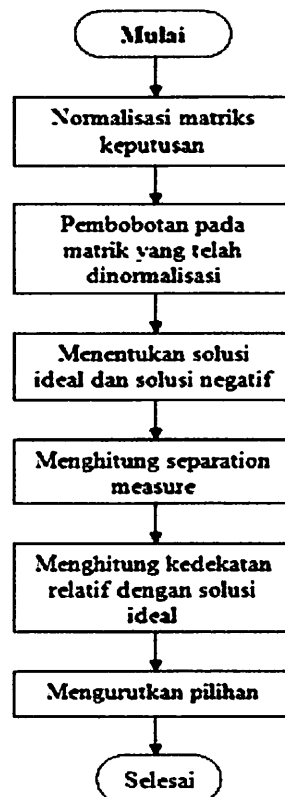 Mulai
Normalisasi matriks
keputusan
Pembobotan pada
matrik yang telah
dinormalisasi
Menentukan solusi
ideal dan solusi negatif
Menghitung separation
measure
Menghitung kedekatan
relatif dengan solusi
ideal
Mengurutkan pilihan
Selesai